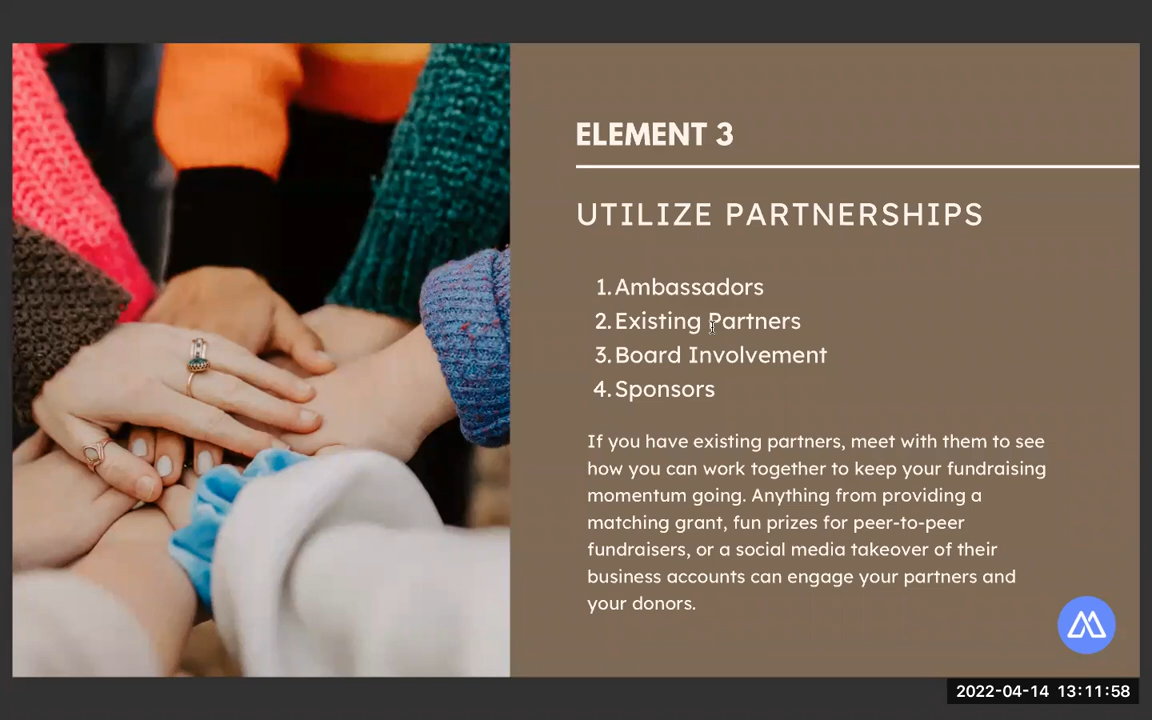 ELEMENT 3
UTILIZE PARTNERSHIPS
1. Ambassadors
2. Existing Partners
3. Board Involvement
4. Sponsors
If you have existing partners, meet with them to see
how you can work together to keep your fundraising
momentum going. Anything from providing a
matching grant, fun prizes for peer-to-peer
fundraisers, or a social media takeover of their
business accounts can engage your partners and
your donors.
2022-04-14 13:11:58